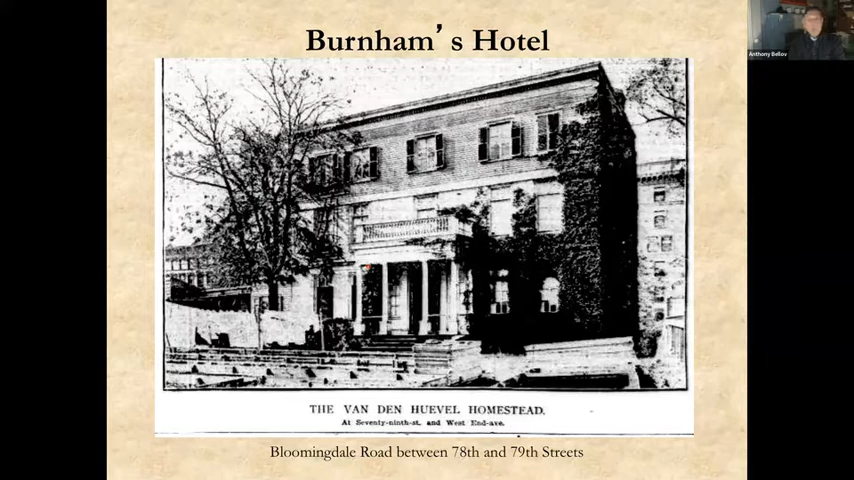 Burnham's Hotel
Anthony Bellov
THE VAN DEN HUEVEL HOMESTEAD.
At Seventy-ninth-st. and West End-ave.
Bloomingdale Road between 78th and 79th Streets